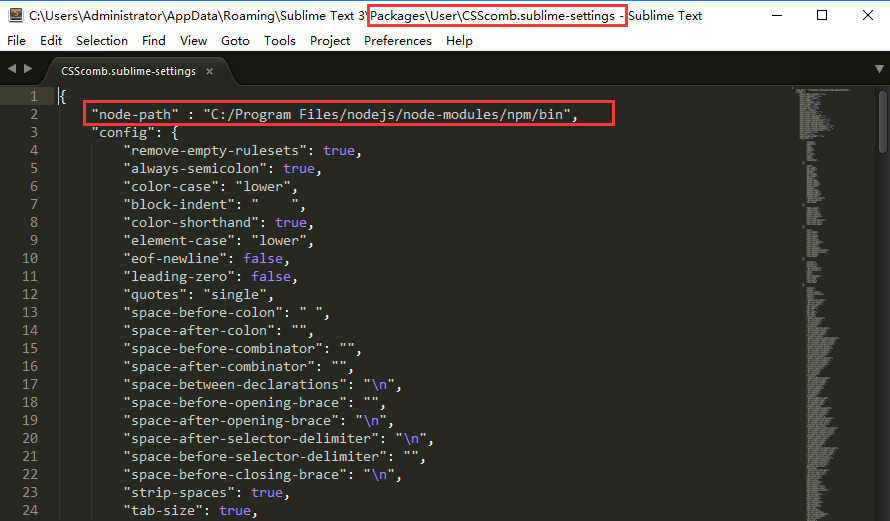 C:\Users\Administrator\AppData\Roaming\Sublime Text 3\Packages\User\CSScomb.sublime-settings - Sublime Text
File Edit Selection Find View Goto Tools Project Preferences Help
CSScomb.sublime-settings ×
1 {
2 "node-path" : "C:/Program Files/nodejs/node-modules/npm/bin",
3 "config": {
4 "remove-empty-rulesets": true,
5 "always-semicolon": true,
6 "color-case": "lower",
7 "block-indent": "    ",
8 "color-shorthand": true,
9 "element-case": "lower",
10 "eof-newline": false,
11 "leading-zero": false,
12 "quotes": "single",
13 "space-before-colon": " ",
14 "space-after-colon": "",
15 "space-before-combinator": "",
16 "space-after-combinator": "",
17 "space-between-declarations": "\n",
18 "space-before-opening-brace": "",
19 "space-after-opening-brace": "\n",
20 "space-after-selector-delimiter": "\n",
21 "space-before-selector-delimiter": "",
22 "space-before-closing-brace": "\n",
23 "strip-spaces": true,
24 "tab-size": true,